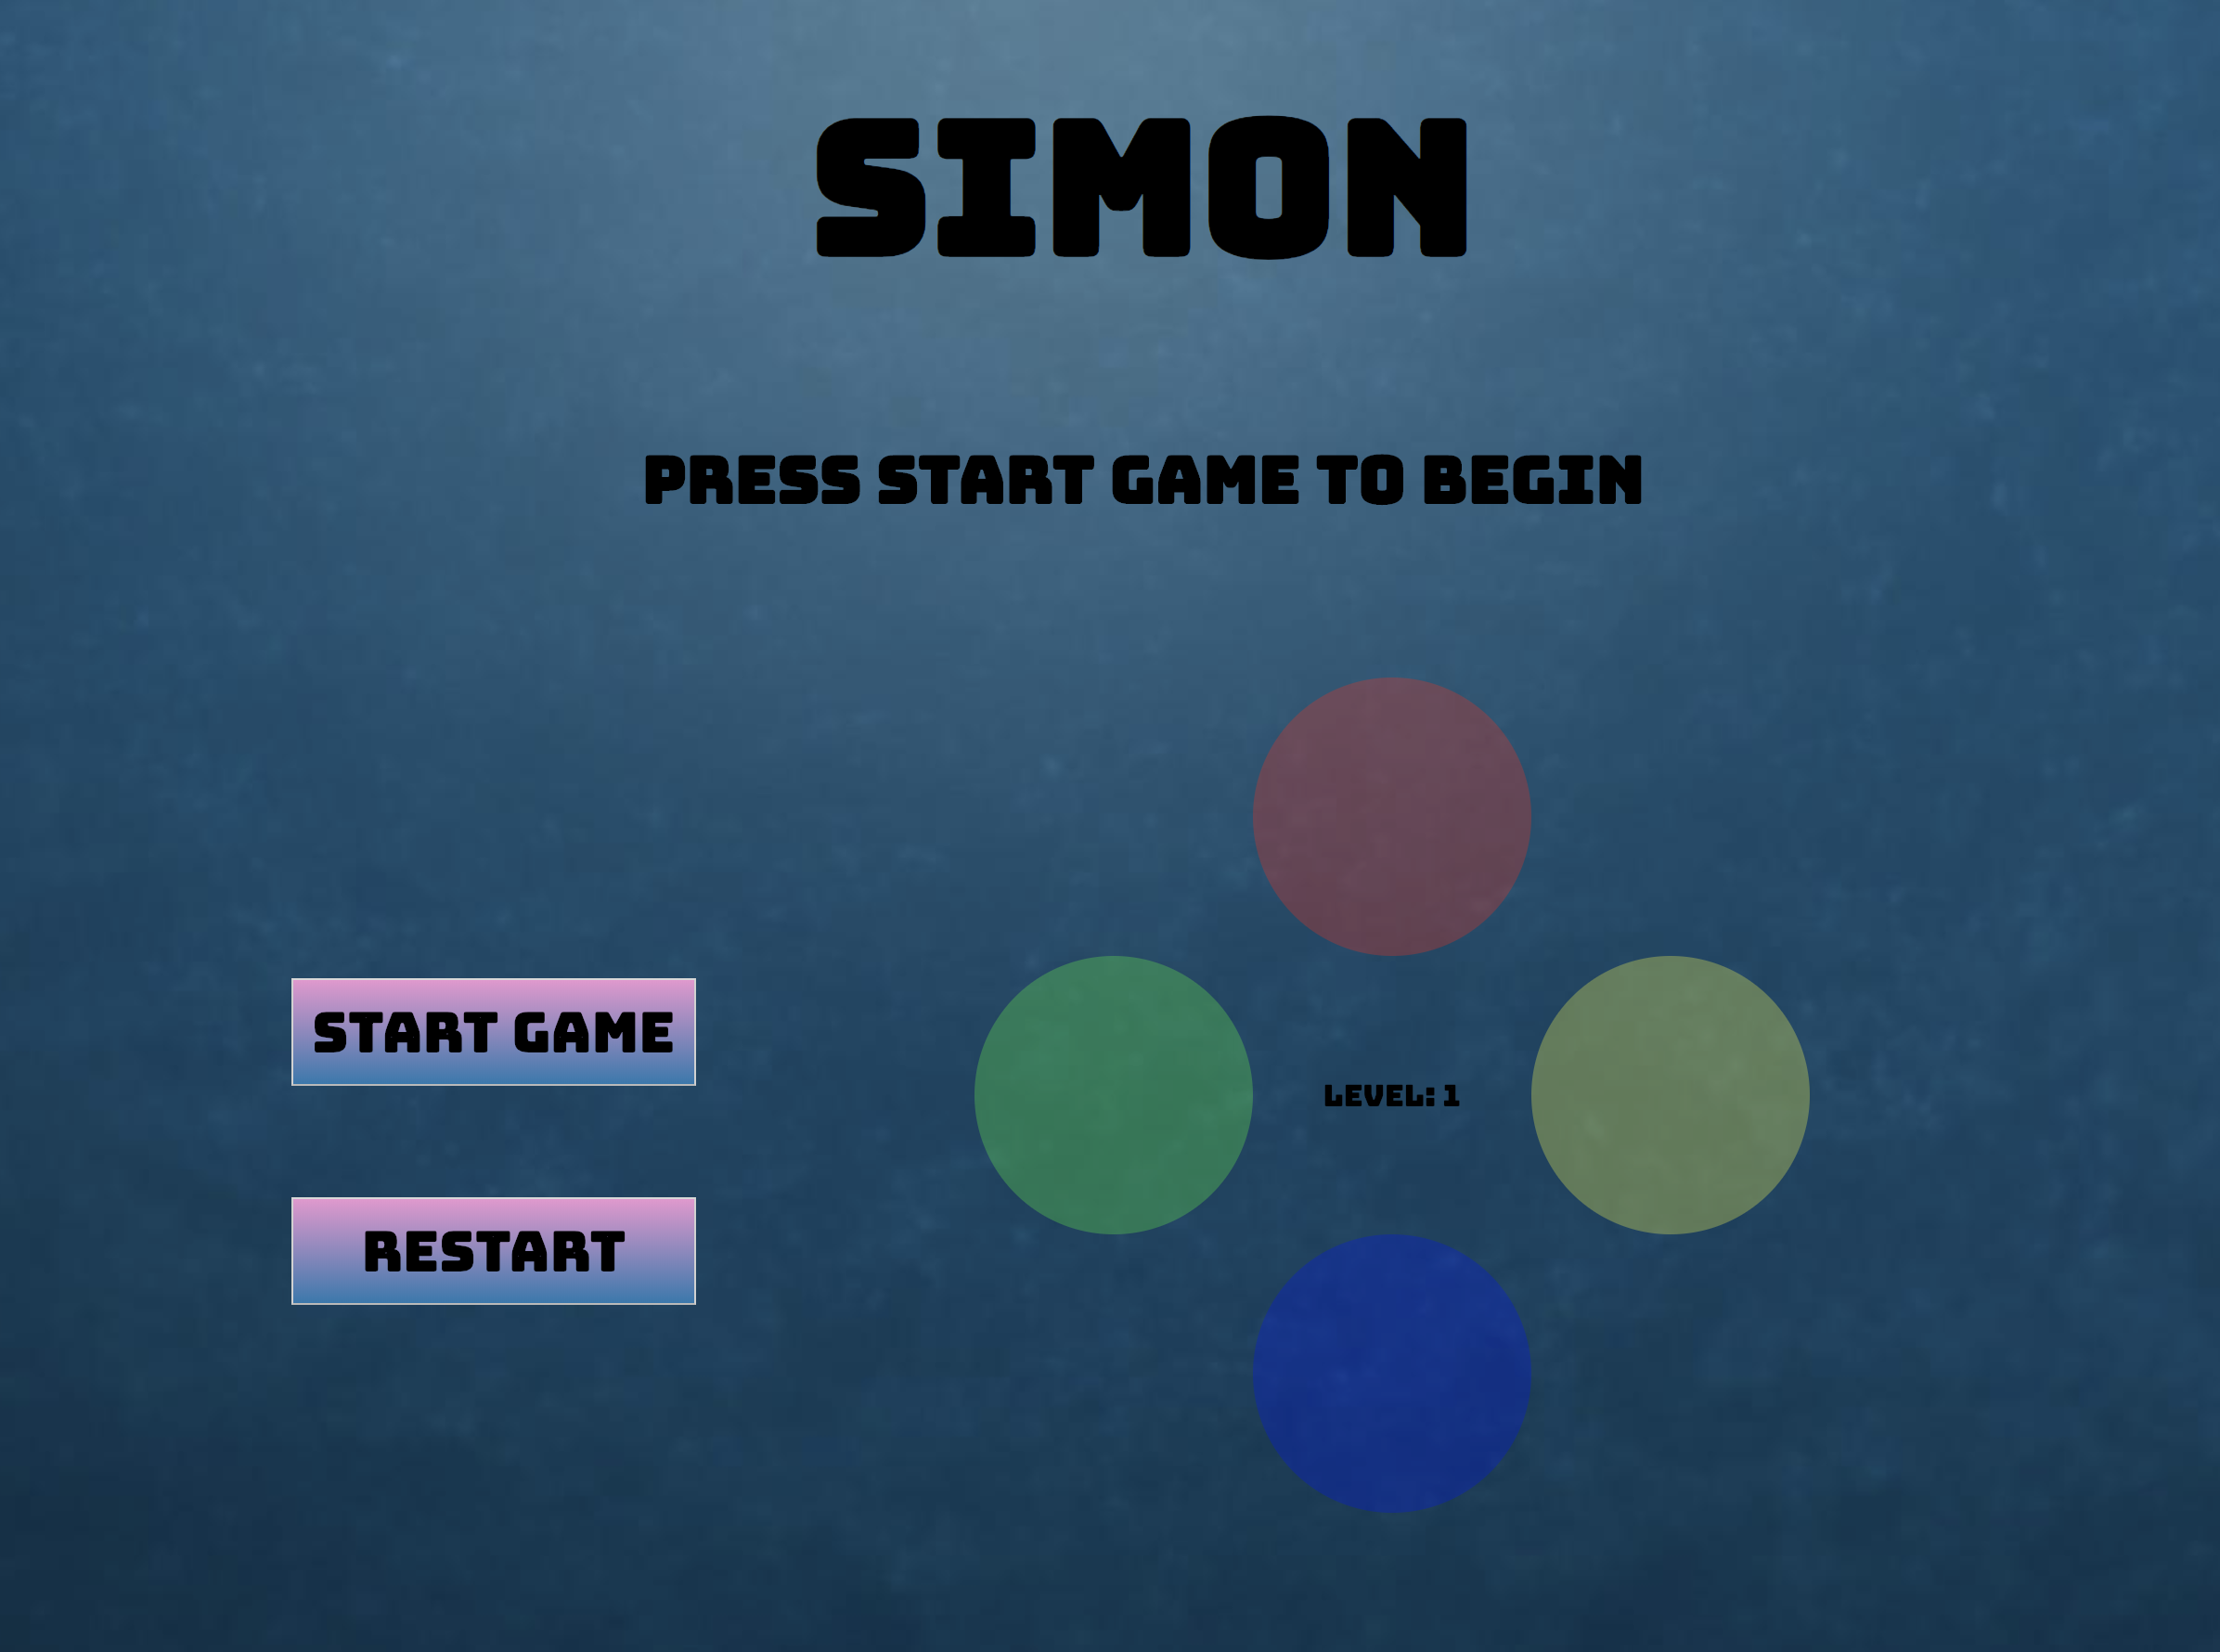 SIMON
PRESS START GAME TO BEGIN
START GAME
LEVEL: 1
RESTART